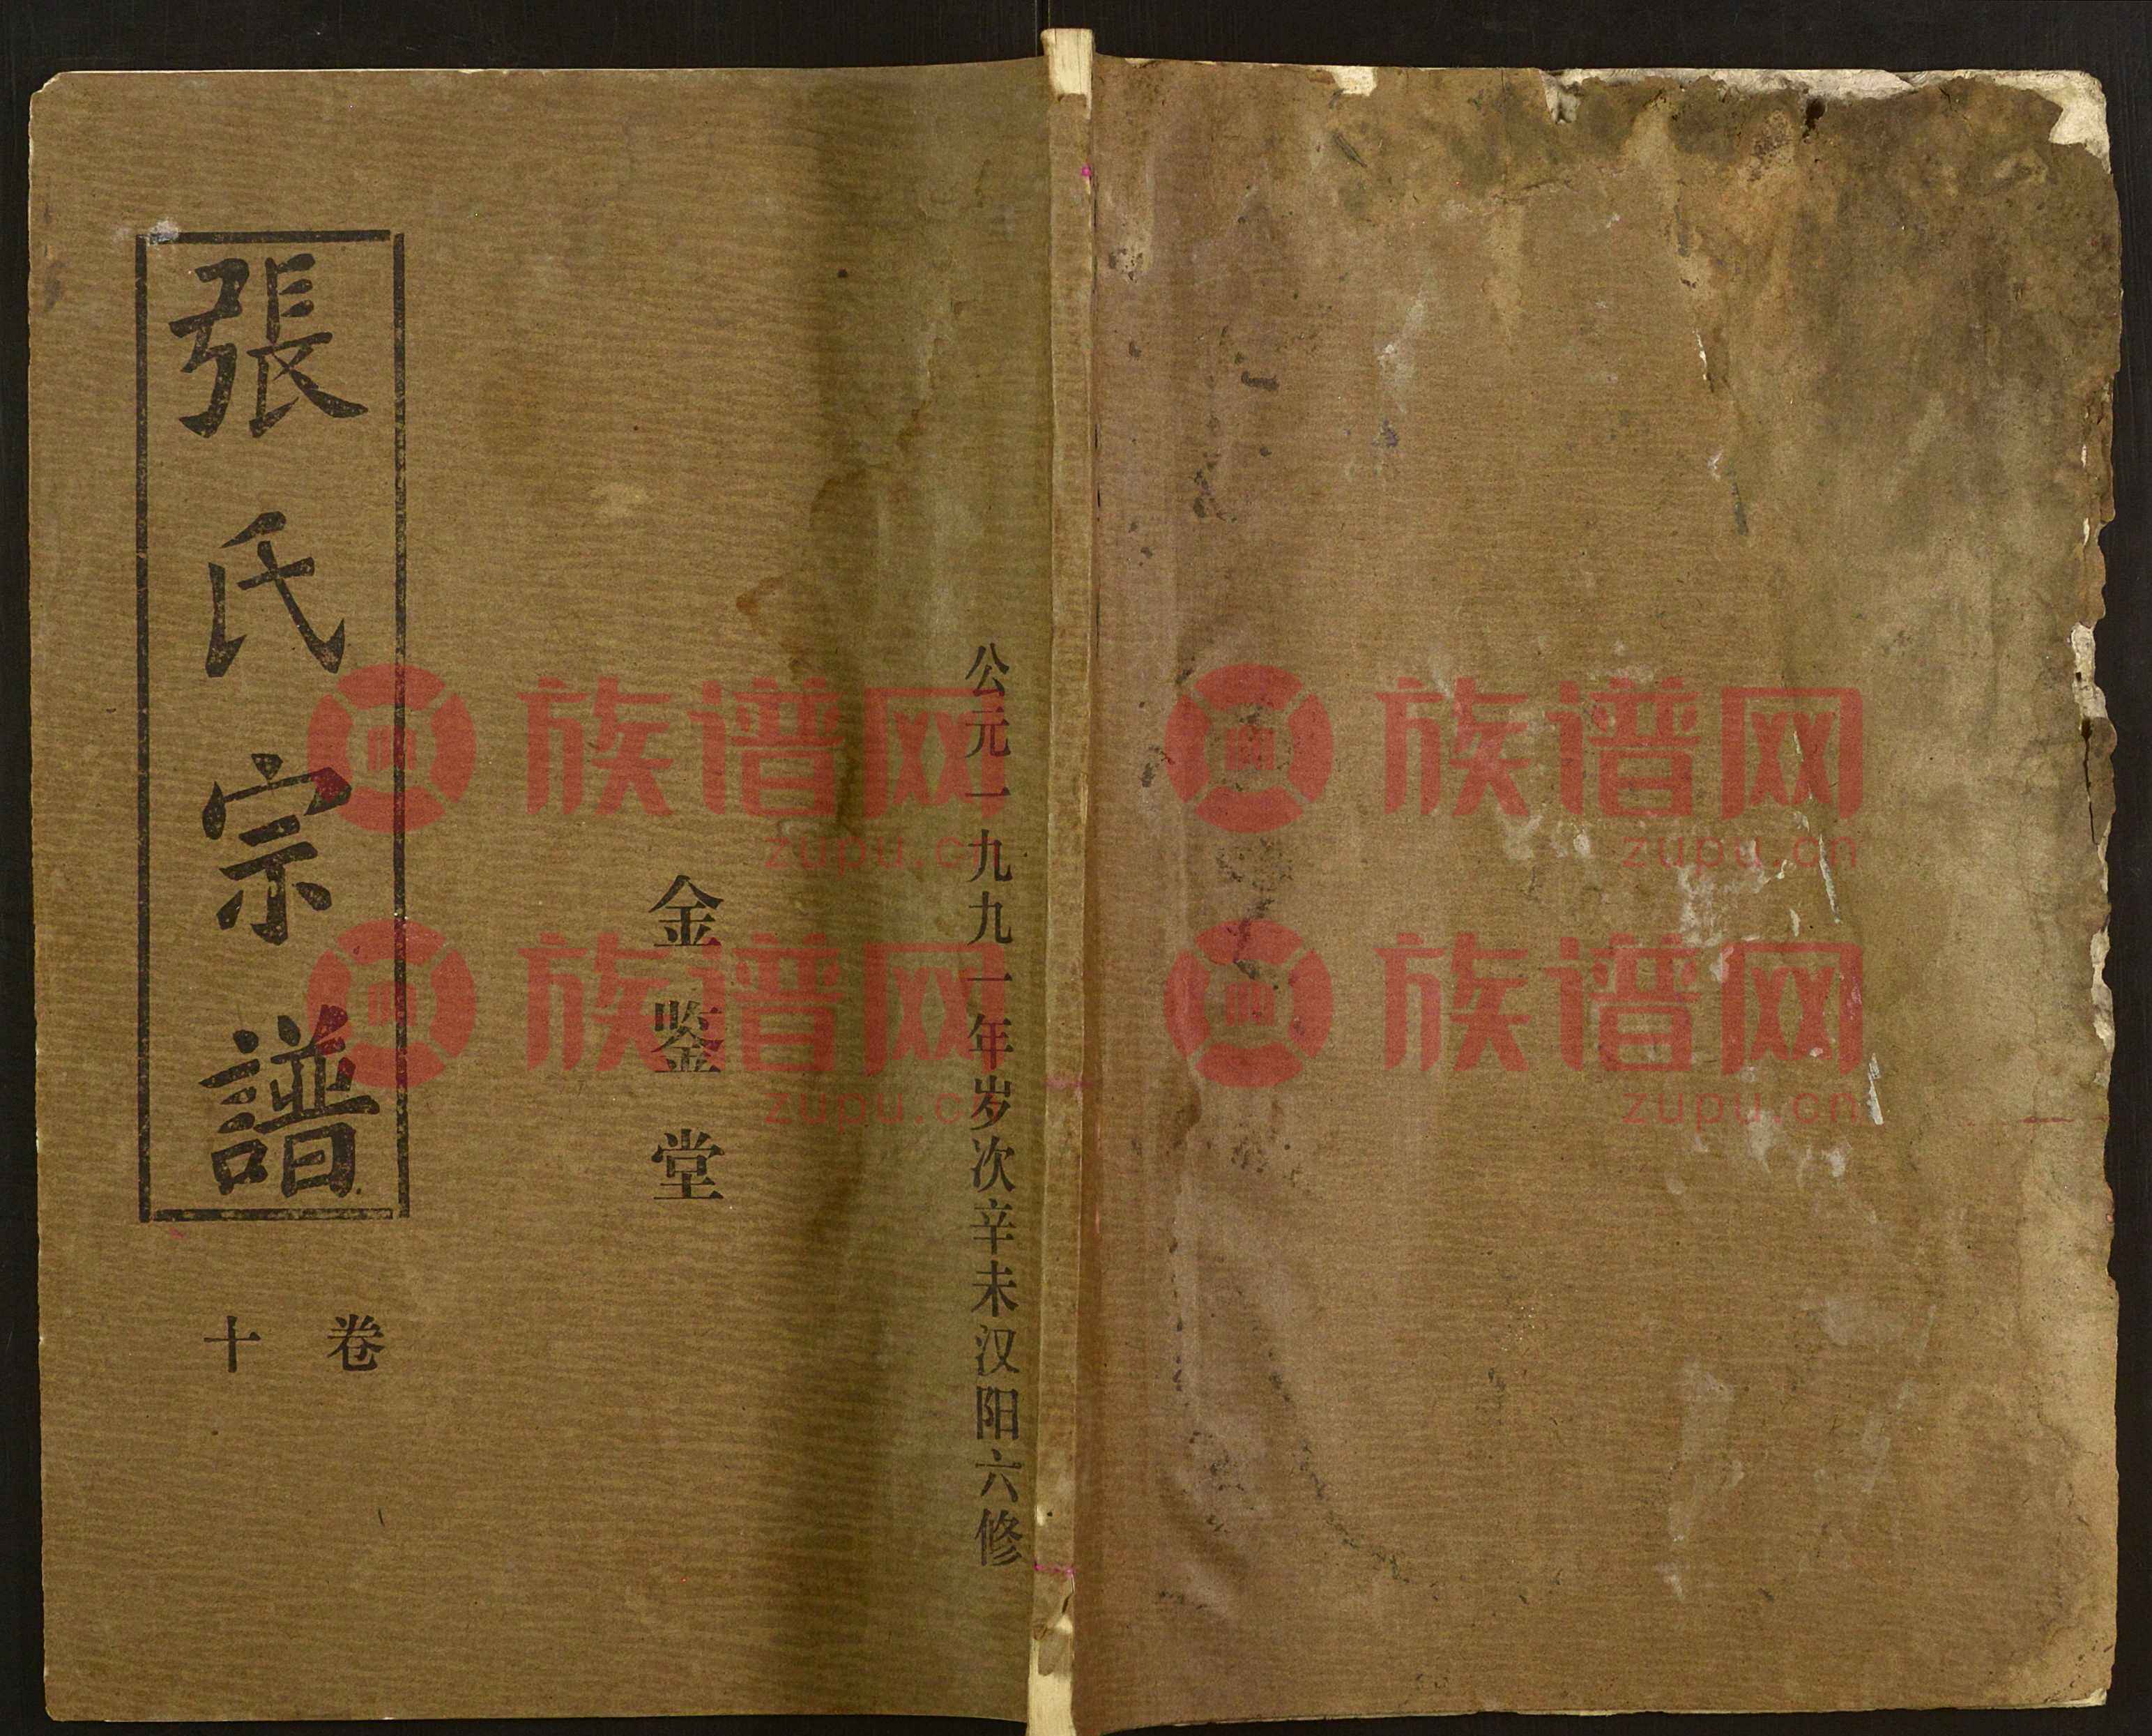 公元一九九一年岁次辛未汉阳六修
金鉴堂
張氏宗譜
卷十
族谱网
zupu.cn
族谱网
zupu.cn
族谱网
zupu.cn
族谱网
zupu.cn